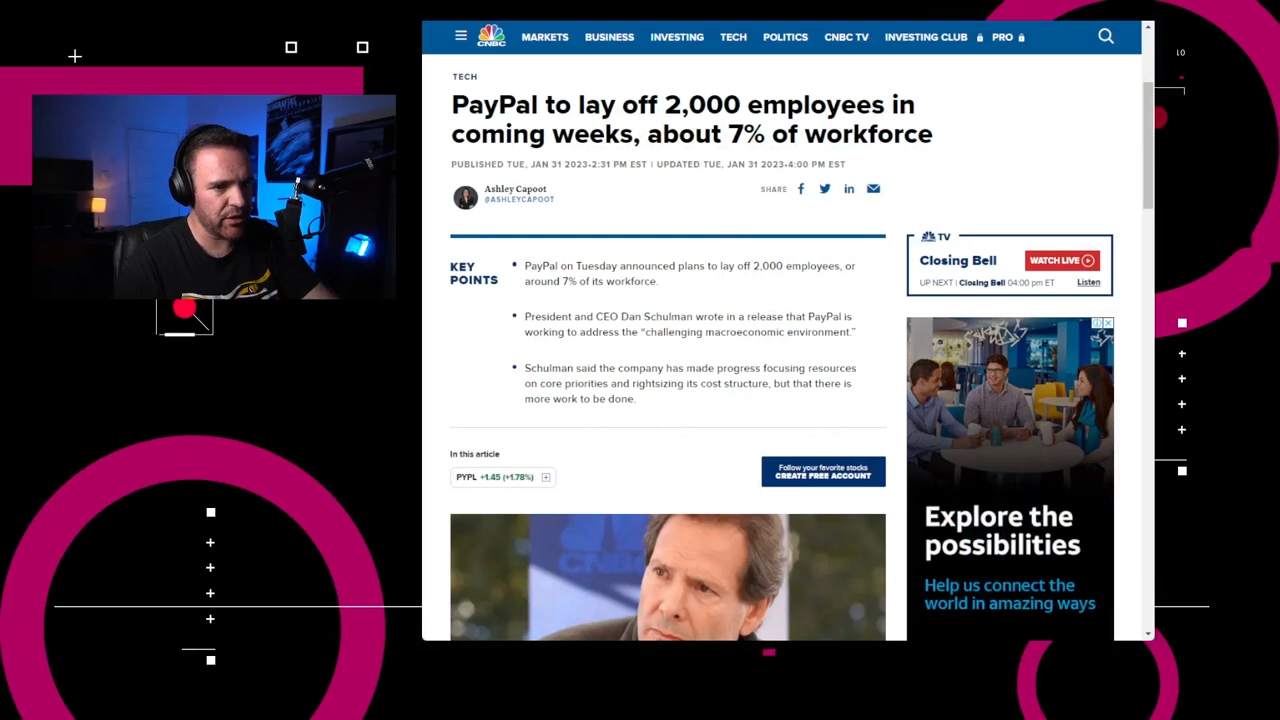 CNBC
MARKETS BUSINESS INVESTING TECH POLITICS CNBC TV INVESTING CLUB PRO
10
TECH
PayPal to lay off 2,000 employees in
coming weeks, about 7% of workforce
PUBLISHED TUE, JAN 31 2023•2:31 PM EST | UPDATED TUE, JAN 31 2023•4:00 PM EST
Ashley Capoot
@ASHLEYCAPOOT
SHARE
KEY
POINTS
PayPal on Tuesday announced plans to lay off 2,000 employees, or
around 7% of its workforce.
President and CEO Dan Schulman wrote in a release that PayPal is
working to address the “challenging macroeconomic environment.”
Schulman said the company has made progress focusing resources
on core priorities and rightsizing its cost structure, but that there is
more work to be done.
In this article
PYPL +1.45 (+1.78%)
Follow your favorite stocks
CREATE FREE ACCOUNT
TV
Closing Bell
WATCH LIVE
UP NEXT | Closing Bell 04:00 pm ET
Listen
Explore the
possibilities
Help us connect the
world in amazing ways
CNBC